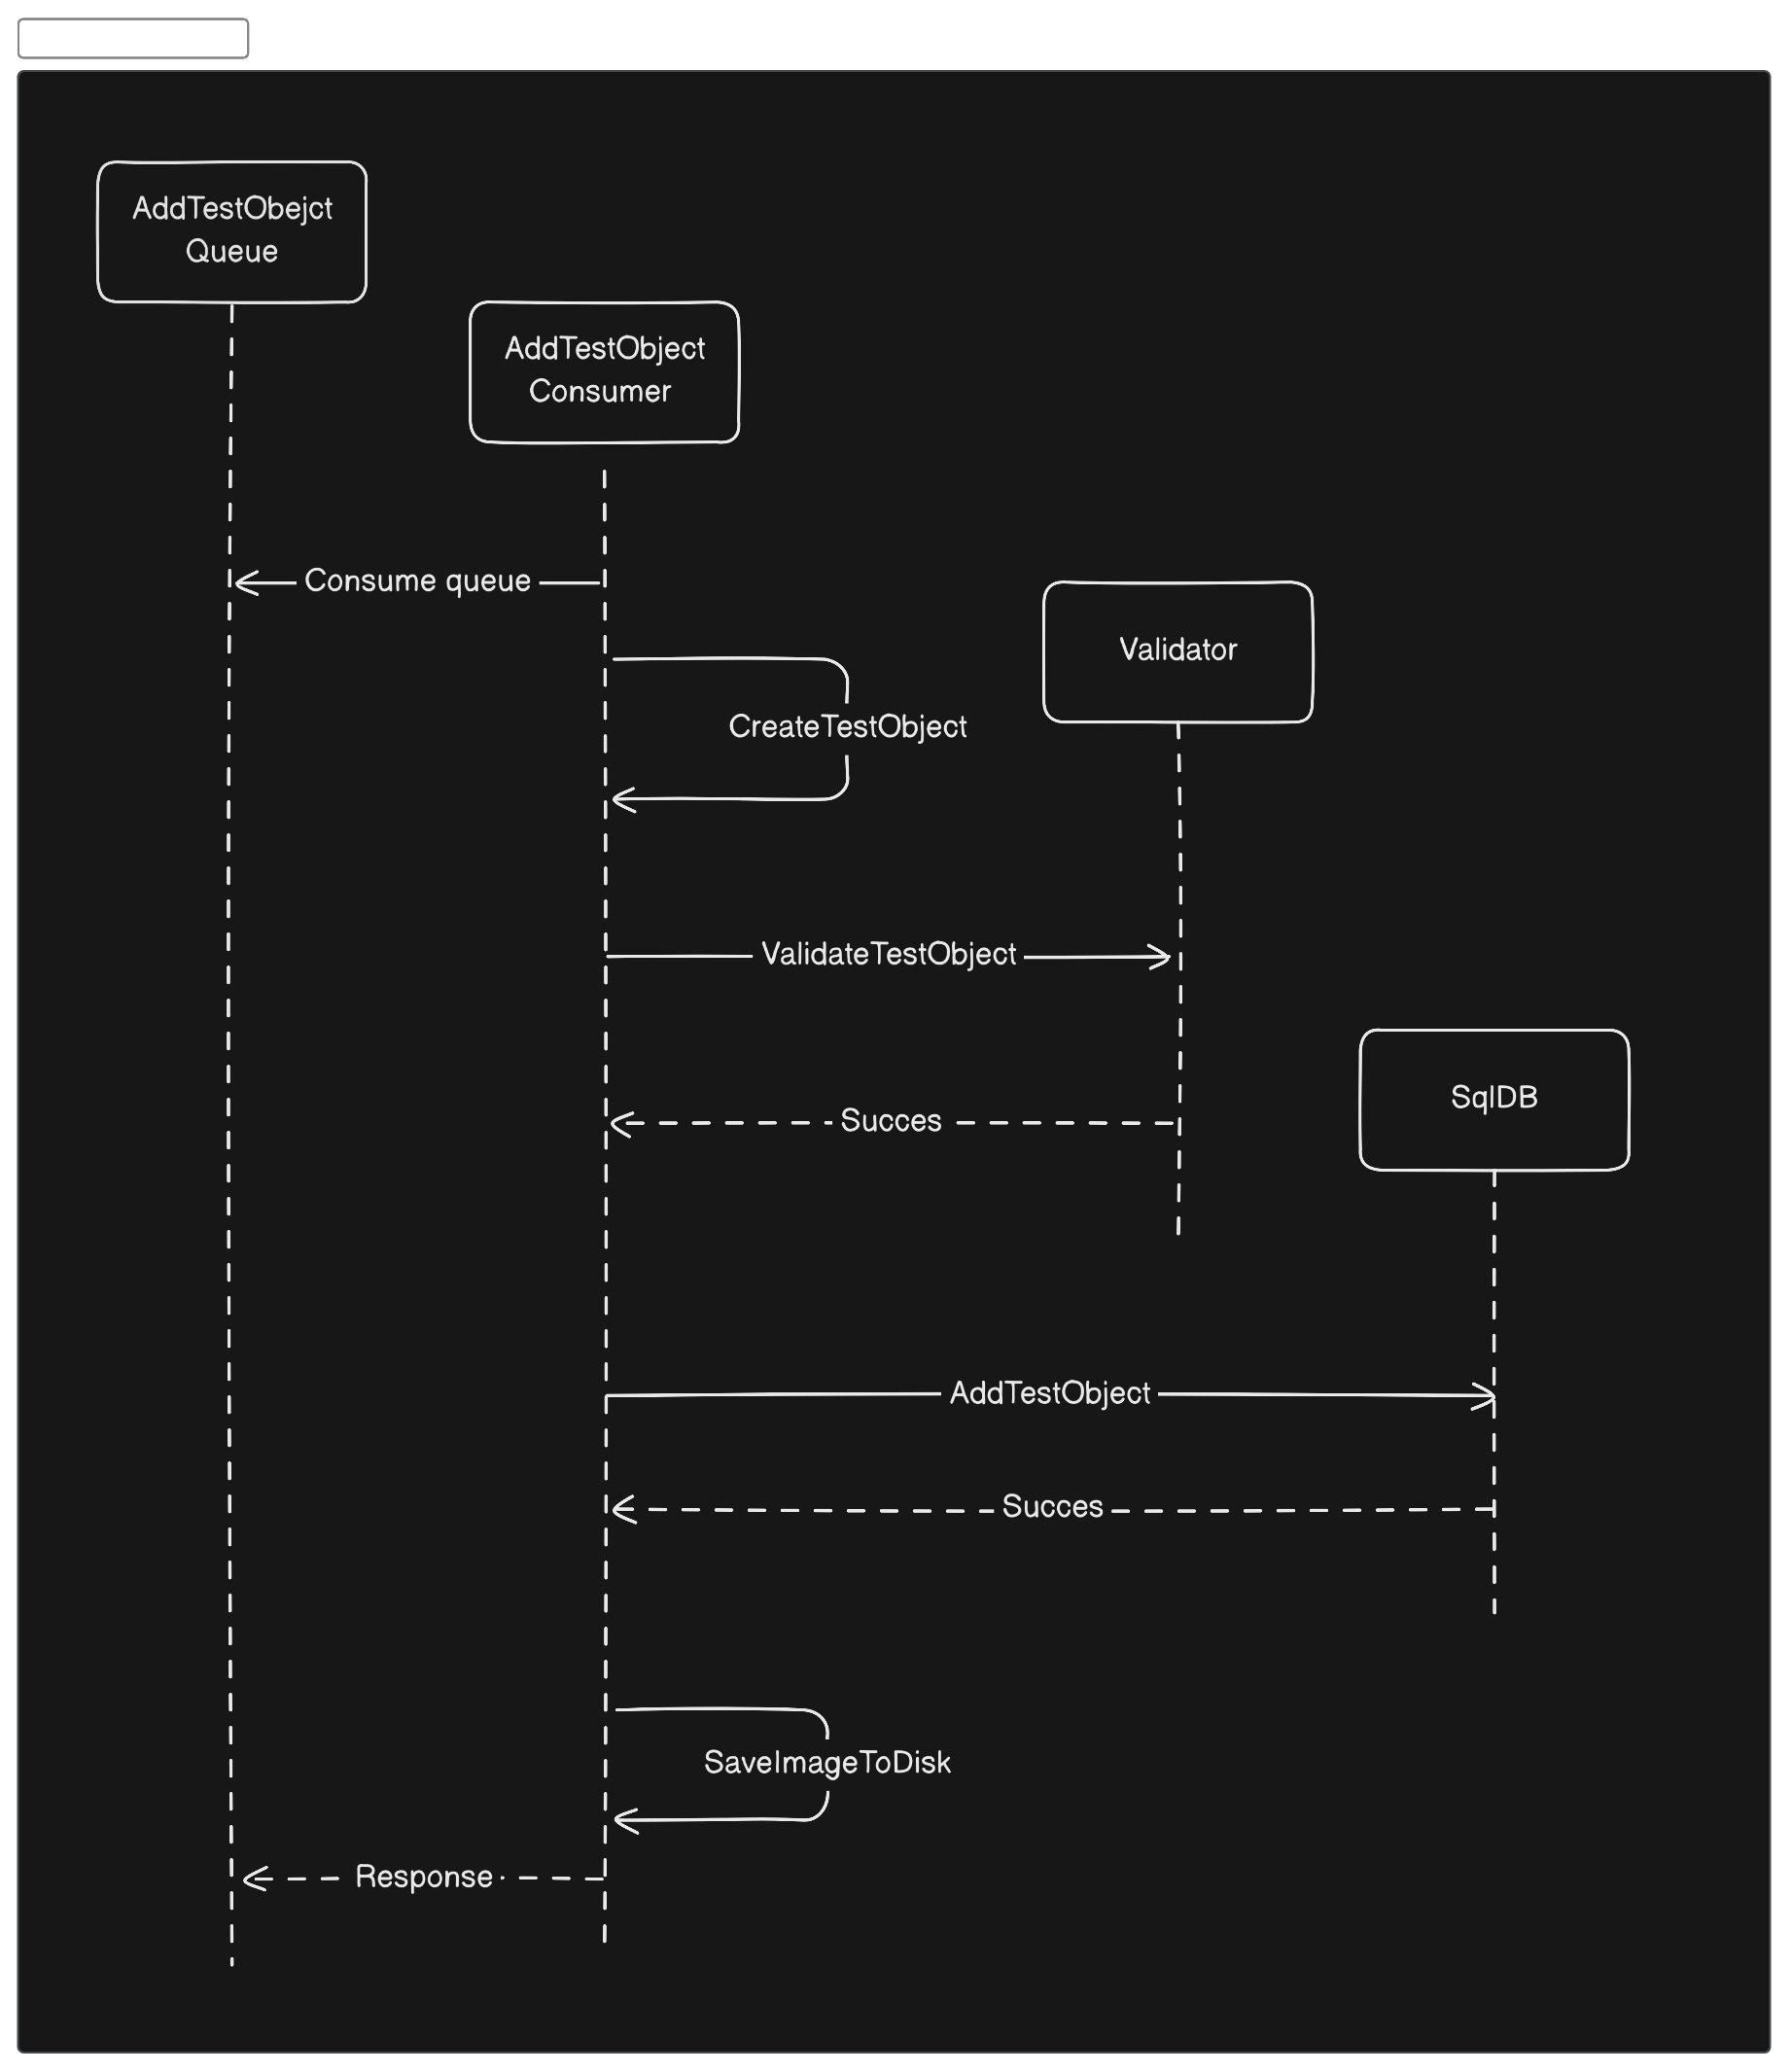 AddTestObejct
Queue
AddTestObject
Consumer
Consume queue
Validator
CreateTestObject
ValidateTestObject
SqlDB
Succes
AddTestObject
Succes
SaveImageToDisk
Response